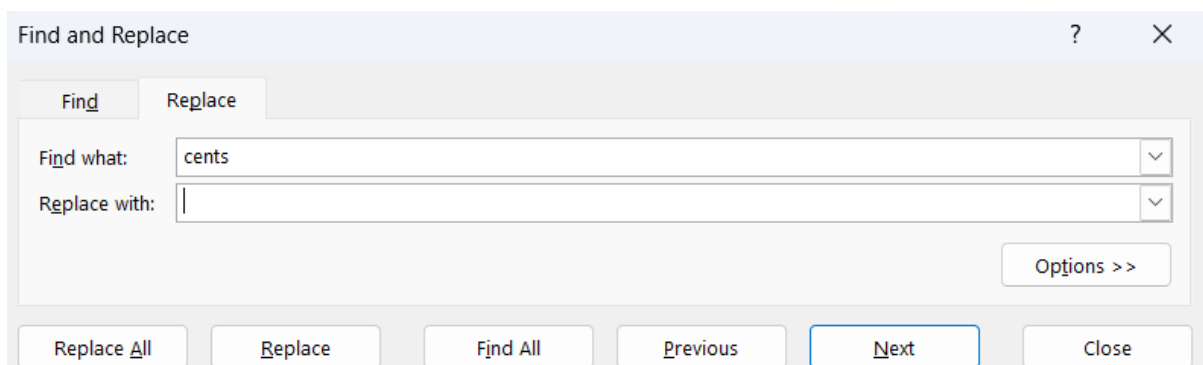 Find and Replace ?
Find Replace
Find what: cents
Replace with:
Options >>
Replace All Replace Find All Previous Next Close